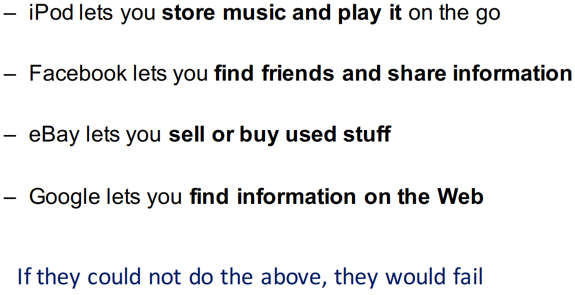 – iPod lets you store music and play it on the go
– Facebook lets you find friends and share information
– eBay lets you sell or buy used stuff
– Google lets you find information on the Web
If they could not do the above, they would fail